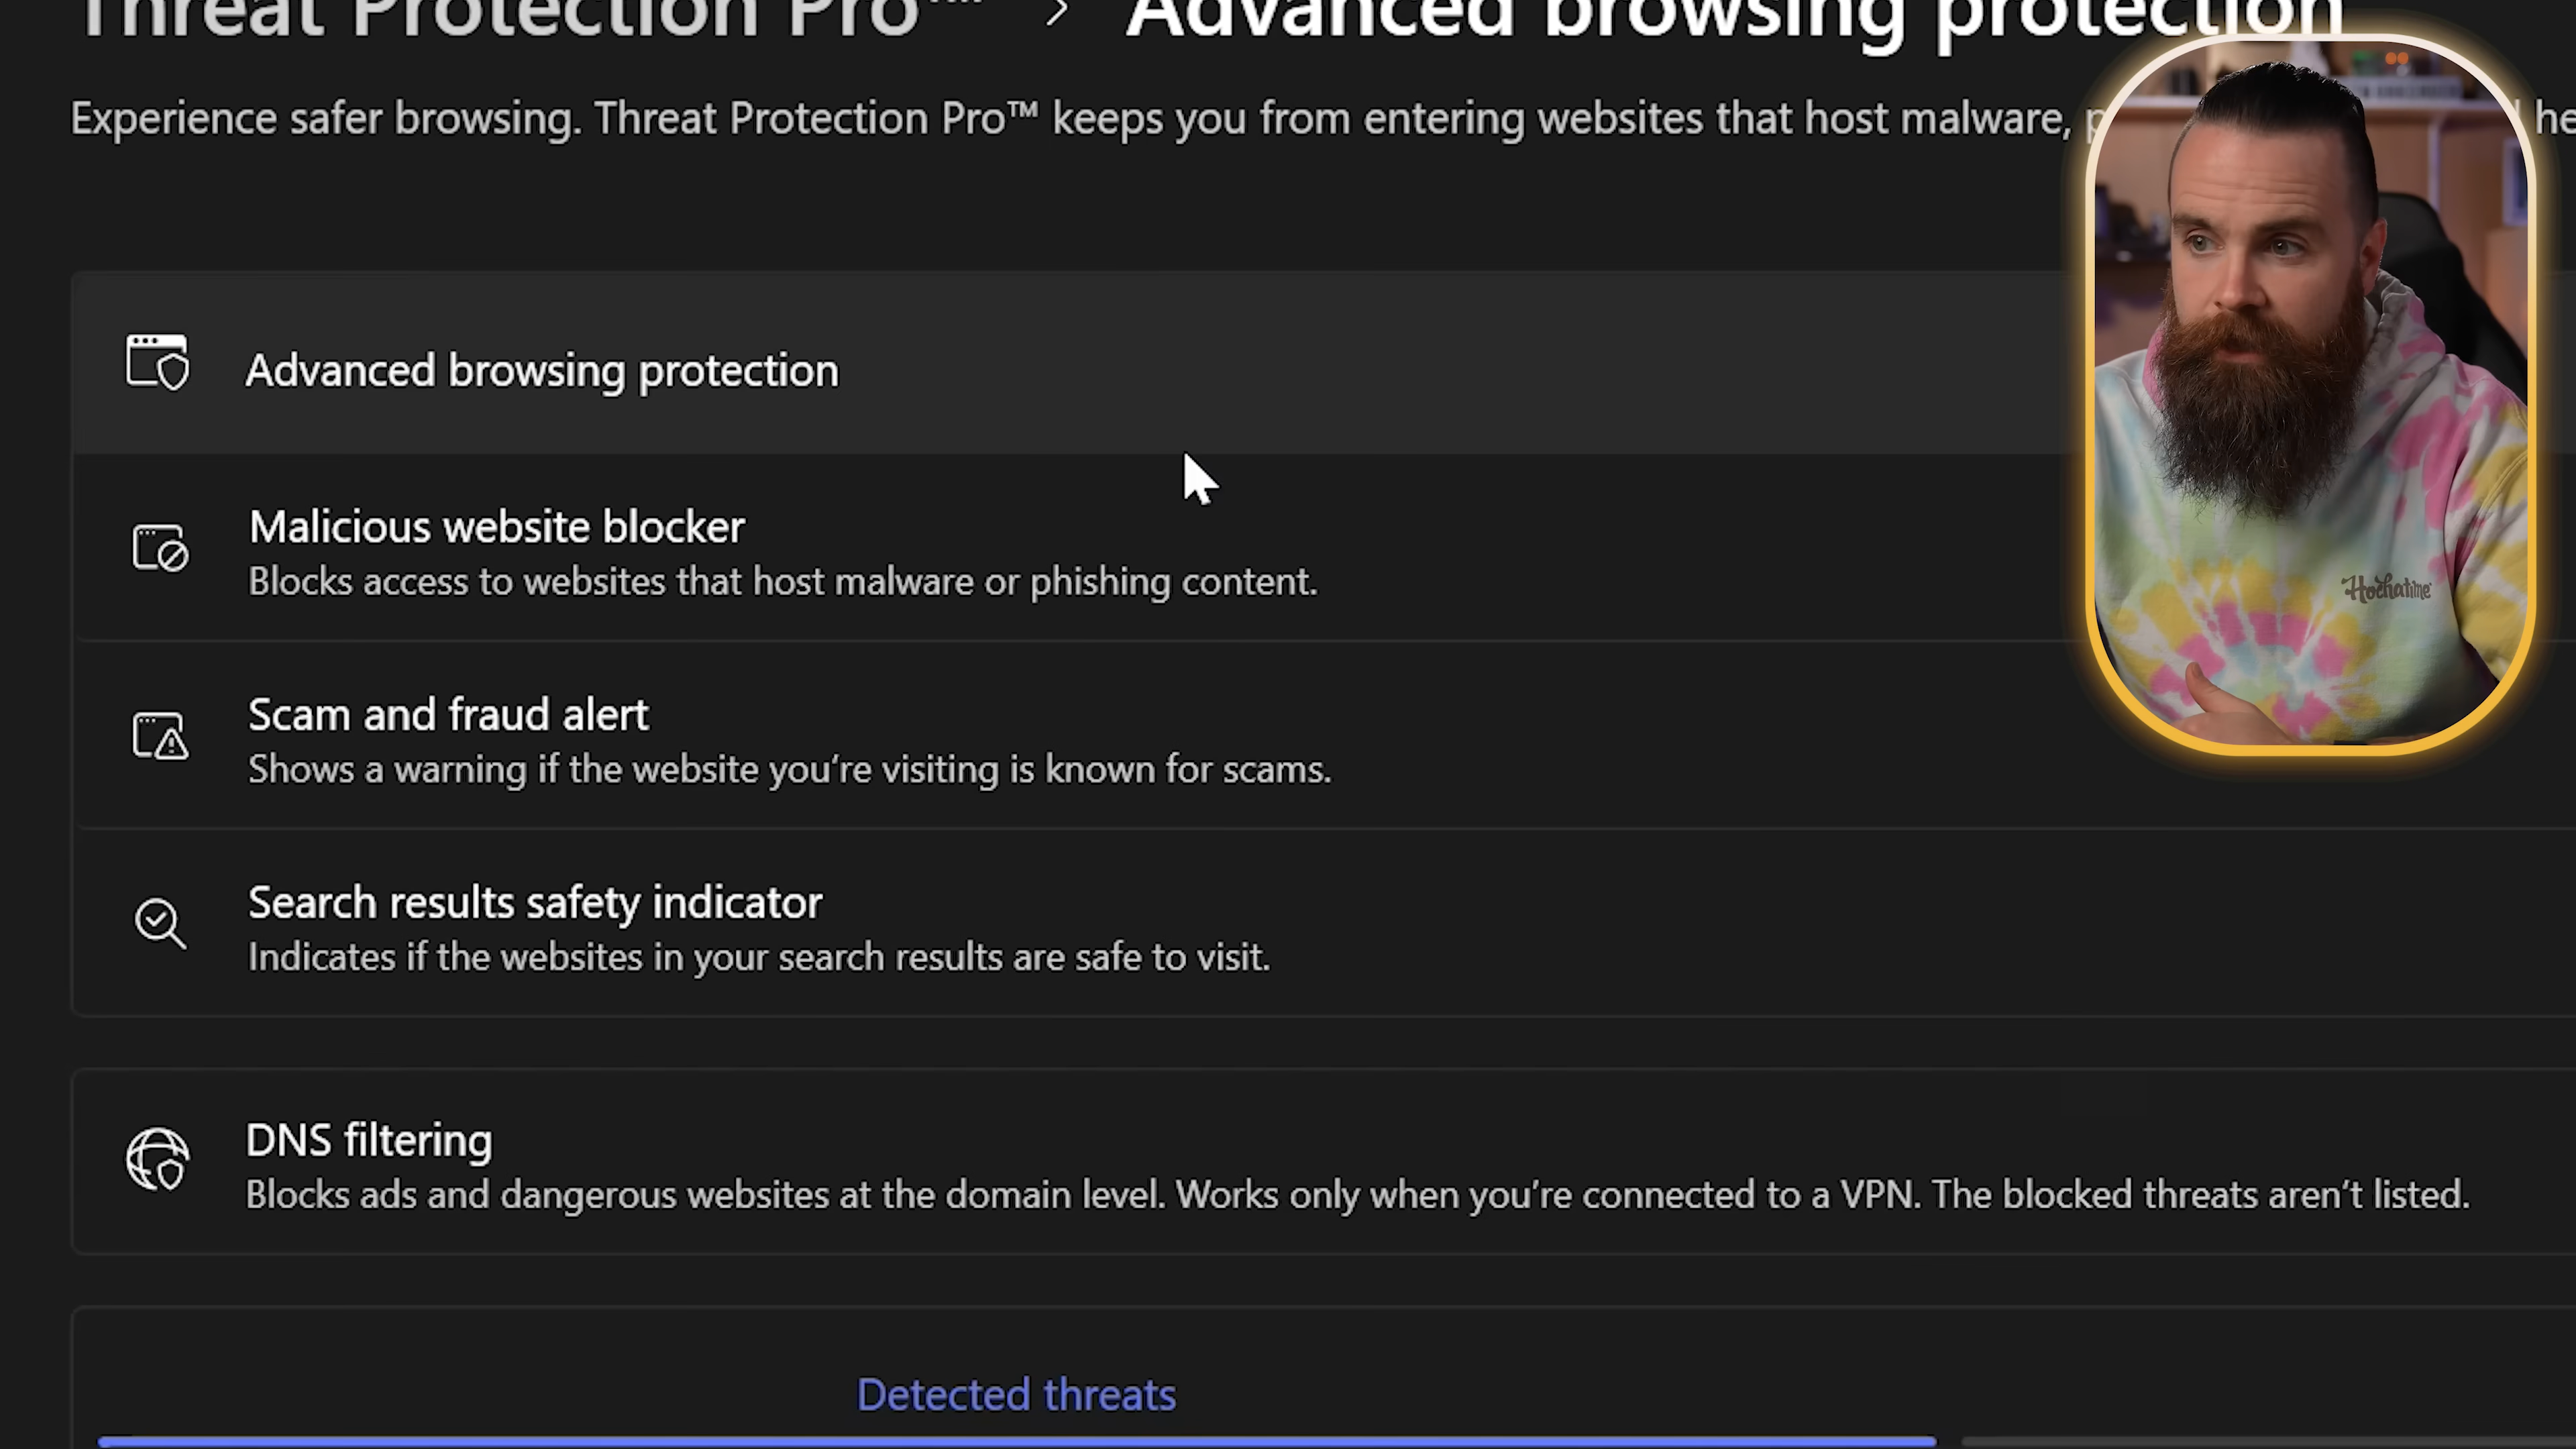 Threat Protection Pro™ > Advanced browsing protection
Experience safer browsing. Threat Protection Pro™ keeps you from entering websites that host malware,
Advanced browsing protection
Malicious website blocker
Blocks access to websites that host malware or phishing content.
Hochatime
Scam and fraud alert
Shows a warning if the website you’re visiting is known for scams.
Search results safety indicator
Indicates if the websites in your search results are safe to visit.
DNS filtering
Blocks ads and dangerous websites at the domain level. Works only when you’re connected to a VPN. The blocked threats aren’t listed.
Detected threats